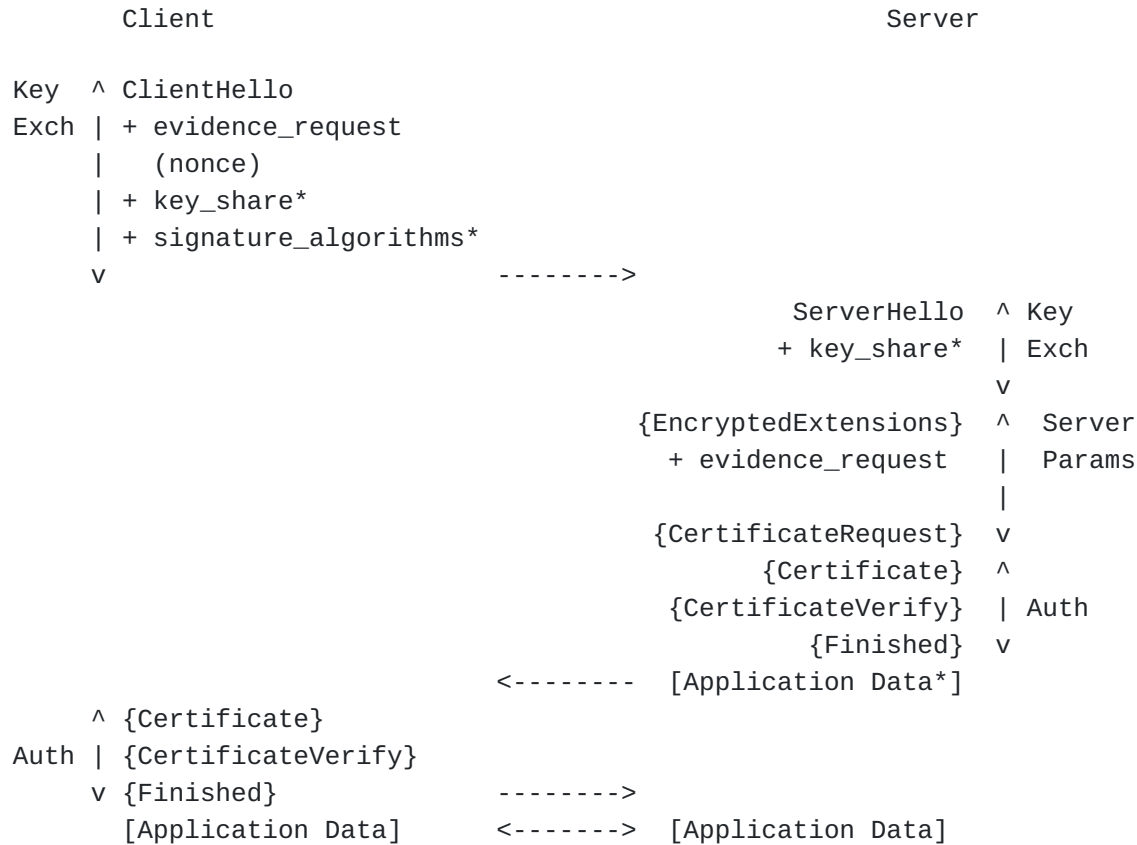 Client                                           Server

Key  ^ ClientHello
Exch | + evidence_request
     |   (nonce)
     | + key_share*
     | + signature_algorithms*
     v                         -------->
                                                  ServerHello  ^ Key
                                                 + key_share*  | Exch
                                                               v
                                        {EncryptedExtensions}  ^  Server
                                          + evidence_request   |  Params
                                                               |
                                         {CertificateRequest}  v
                                                {Certificate}  ^
                                          {CertificateVerify}  | Auth
                                                   {Finished}  v
                               <--------  [Application Data*]
     ^ {Certificate}
Auth | {CertificateVerify}
     v {Finished}              -------->
       [Application Data]      <------->  [Application Data]